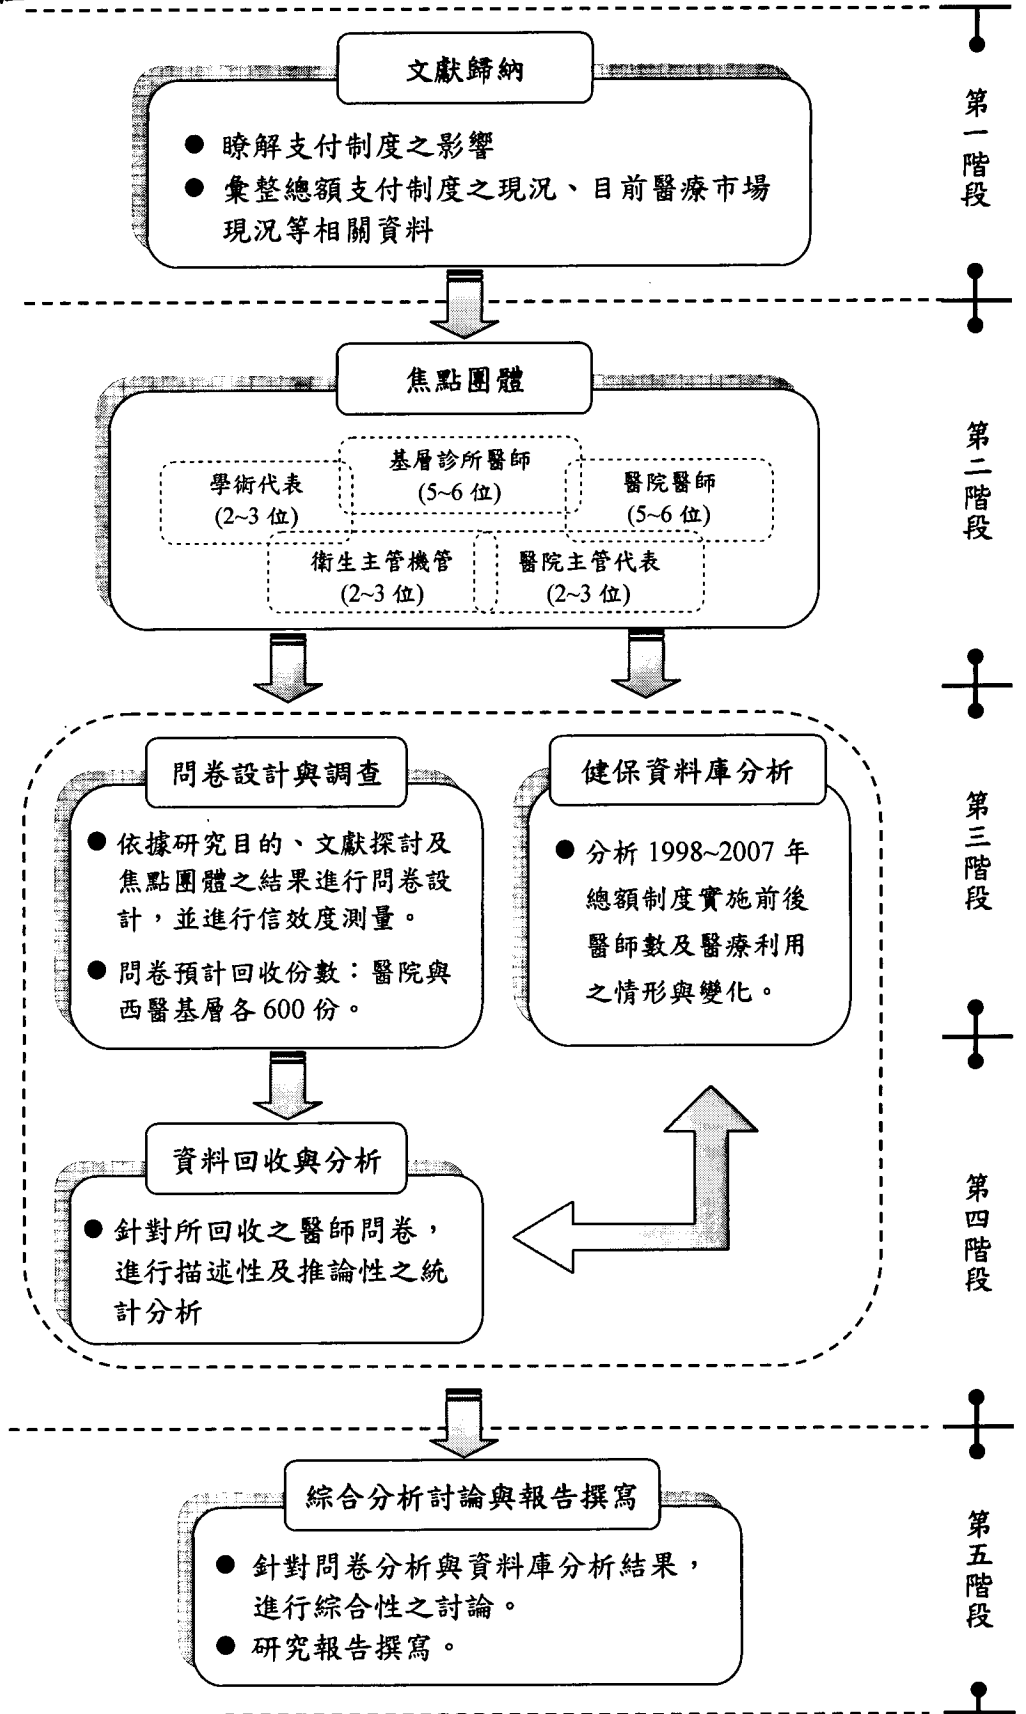 文獻歸納
● 瞭解支付制度之影響
● 彙整總額支付制度之現況、目前醫療市場
現況等相關資料
第一階段
焦點團體
基層診所醫師
(5~6 位)
學術代表
(2~3 位)
醫院醫師
(5~6 位)
衛生主管機管
(2~3 位)
醫院主管代表
(2~3 位)
第二階段
問卷設計與調查
● 依據研究目的、文獻探討及
焦點團體之結果進行問卷設
計，並進行信效度測量。
● 問卷預計回收份數：醫院與
西醫基層各 600 份。
健保資料庫分析
● 分析 1998~2007 年
總額制度實施前後
醫師數及醫療利用
之情形與變化。
第三階段
資料回收與分析
● 針對所回收之醫師問卷，
進行描述性及推論性之統
計分析
第四階段
綜合分析討論與報告撰寫
● 針對問卷分析與資料庫分析結果，
進行綜合性之討論。
● 研究報告撰寫。
第五階段